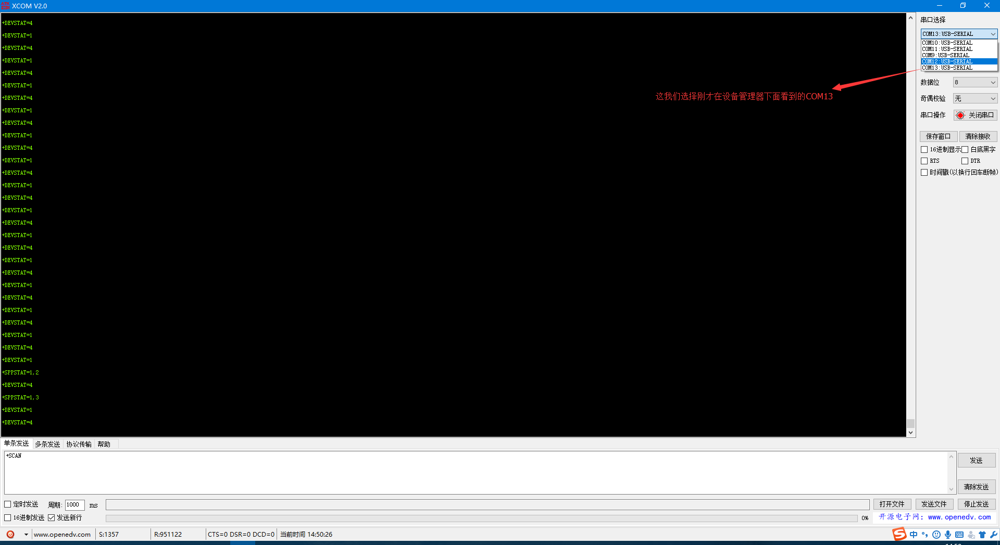 XCOM V2.0
+DEVSTAT=4
+DEVSTAT=1
+DEVSTAT=4
+DEVSTAT=1
+DEVSTAT=4
+DEVSTAT=1
+DEVSTAT=4
+DEVSTAT=1
+DEVSTAT=4
+DEVSTAT=1
+DEVSTAT=4
+DEVSTAT=1
+DEVSTAT=4
+DEVSTAT=1
+DEVSTAT=4
+DEVSTAT=1
+DEVSTAT=4
+DEVSTAT=1
+DEVSTAT=4
+DEVSTAT=1
+DEVSTAT=4
+DEVSTAT=1
+DEVSTAT=4
+DEVSTAT=1
+DEVSTAT=4
+DEVSTAT=1
+DEVSTAT=4
+DEVSTAT=1
+SPPSTAT=1,2
+DEVSTAT=4
+SPPSTAT=1,3
+DEVSTAT=1
+DEVSTAT=4
这我们选择刚才在设备管理器下面看到的COM13
串口选择
COM13:USB-SERIAL
COM10:USB-SERIAL
COM11:USB-SERIAL
COM9:USB-SERIAL
COM12:USB-SERIAL
COM13:USB-SERIAL
数据位 8
奇偶校验 无
串口操作 关闭串口
保存窗口 清除接收
16进制显示 白底黑字
RTS DTR
时间戳(以换行回车断帧)
单条发送 多条发送 协议传输 帮助
+SCAN
发送
清除发送
定时发送 周期: 1000 ms 打开文件 发送文件 停止发送
16进制发送 发送新行 0% 开源电子网：www.openedv.com
www.openedv.com S:1357 R:951122 CTS=0 DSR=0 DCD=0 当前时间 14:50:26
中